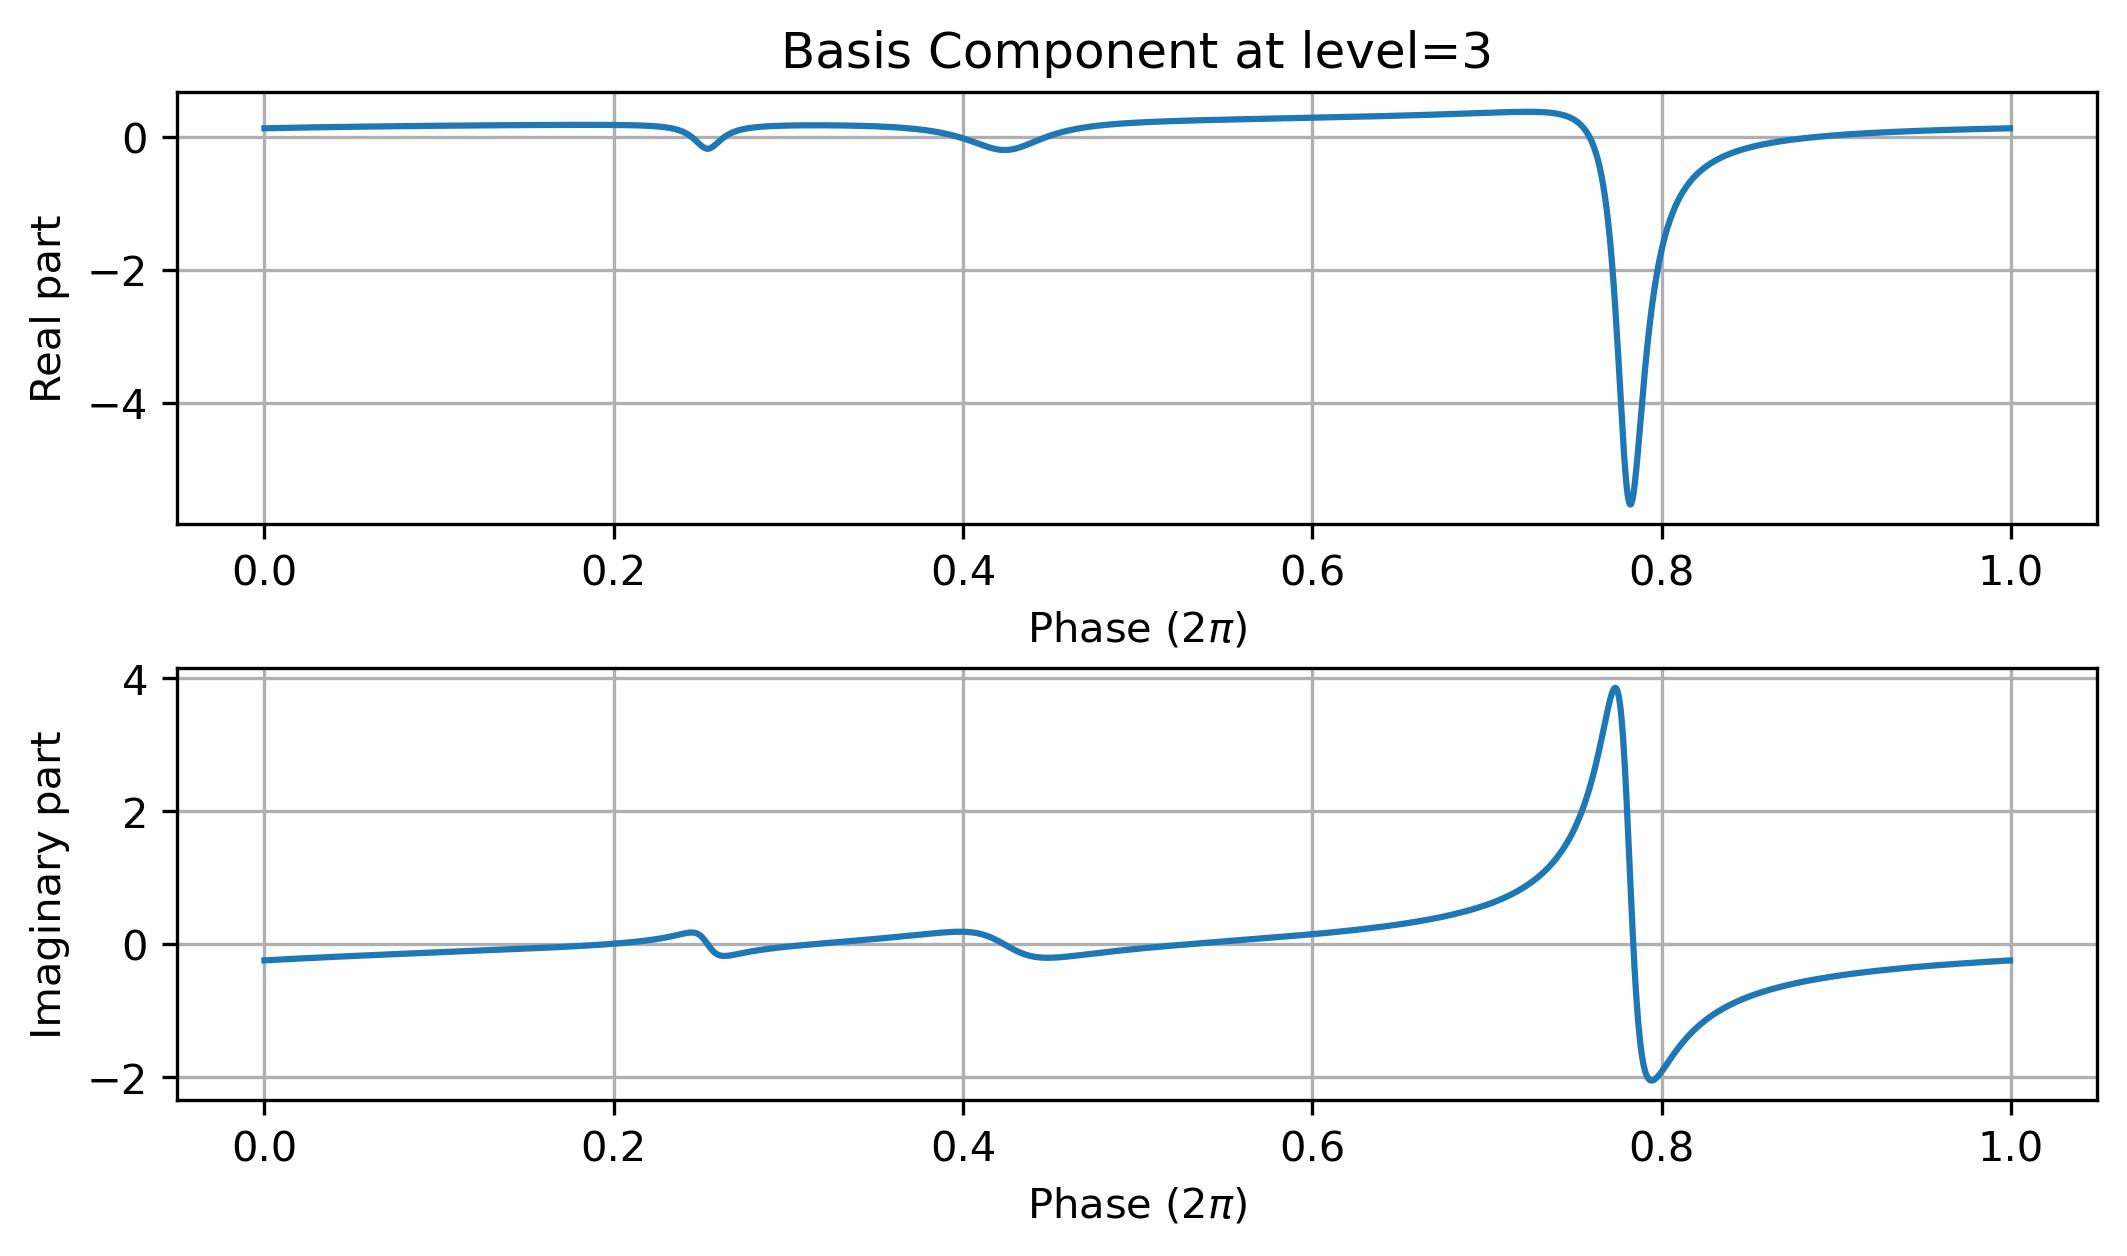 Basis Component at level=3
Real part
0
−2
−4
0.0 0.2 0.4 0.6 0.8 1.0
Phase (2π)
Imaginary part
4
2
0
−2
0.0 0.2 0.4 0.6 0.8 1.0
Phase (2π)